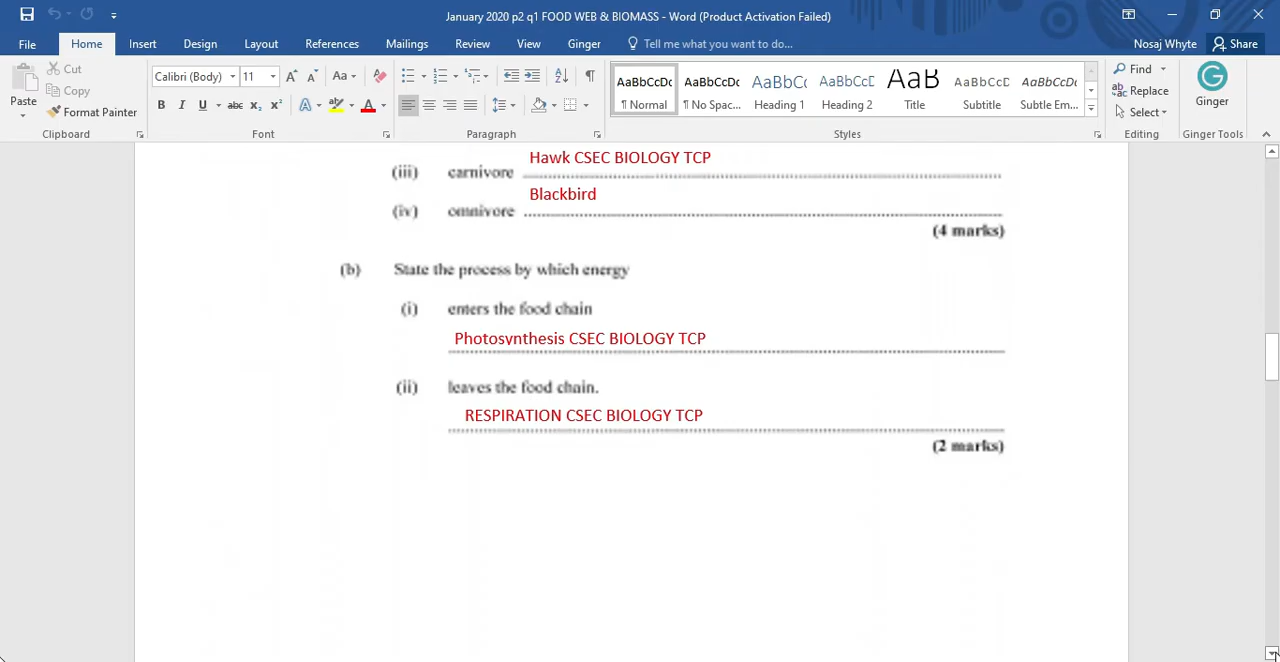 January 2020 p2 q1 FOOD WEB & BIOMASS - Word (Product Activation Failed)
File Home Insert Design Layout References Mailings Review View Ginger Tell me what you want to do... Nosaj Whyte Share
Paste
Cut
Copy
Format Painter
Clipboard
Calibri (Body) 11
Font
Paragraph
AaBbCcDc AaBbCcDc AaBbCc AaBbCcD AaB AaBbCcD AaBbCcDc
¶ Normal ¶ No Spac... Heading 1 Heading 2 Title Subtitle Subtle Em...
Styles
Find
Replace
Select
Editing
Ginger
Ginger Tools
(iii) carnivore Hawk CSEC BIOLOGY TCP
(iv) omnivore Blackbird
(4 marks)
(b) State the process by which energy
(i) enters the food chain
Photosynthesis CSEC BIOLOGY TCP
(ii) leaves the food chain.
RESPIRATION CSEC BIOLOGY TCP
(2 marks)